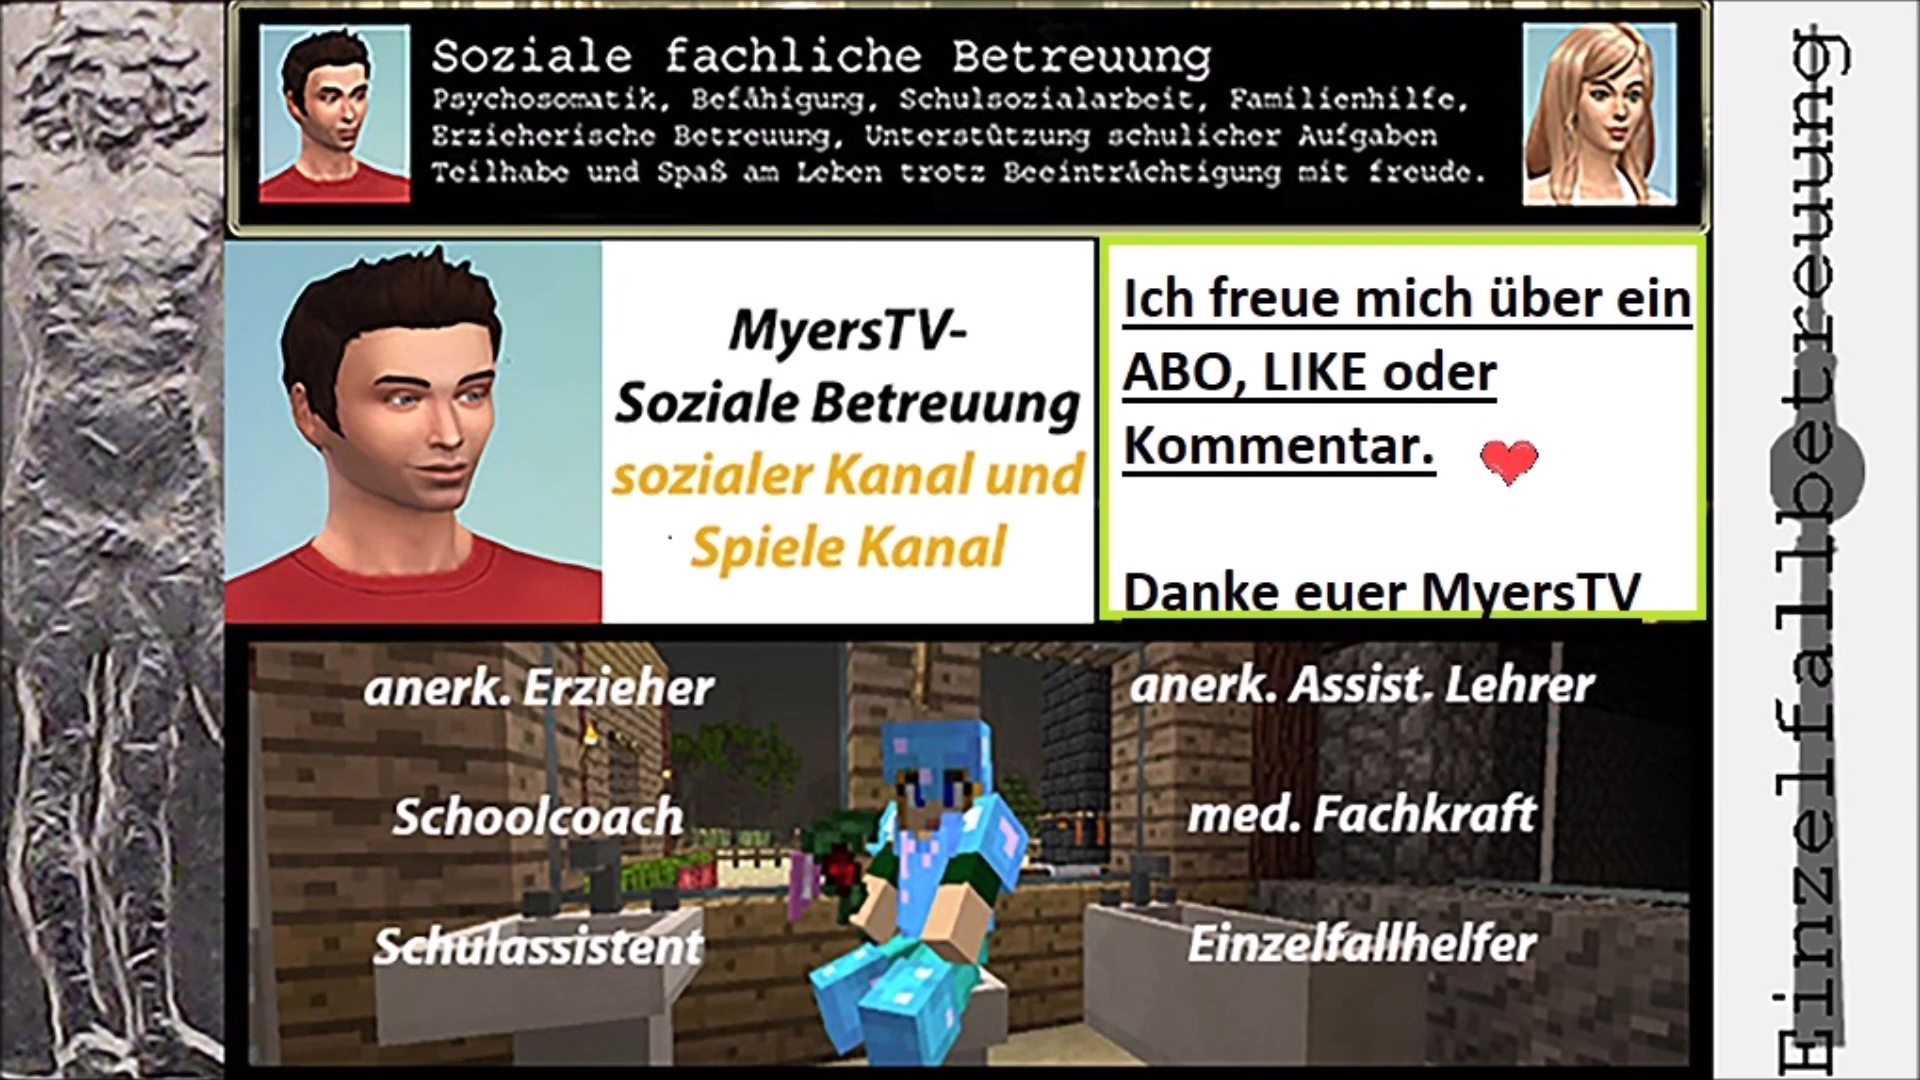 Soziale fachliche Betreuung
Psychosomatik, Befähigung, Schulsozialarbeit, Familienhilfe,
Erzieherische Betreuung, Unterstützung schulicher Aufgaben
Teilhabe und Spaß am Leben trotz Beeinträchtigung mit freude.
MyersTV-
Soziale Betreuung
sozialer Kanal und
Spiele Kanal
Ich freue mich über ein
ABO, LIKE oder
Kommentar.
Danke euer MyersTV
anerk. Erzieher
anerk. Assist. Lehrer
Schoolcoach
med. Fachkraft
Schulassistent
Einzelfallhelfer
Einzelfallbetreuung